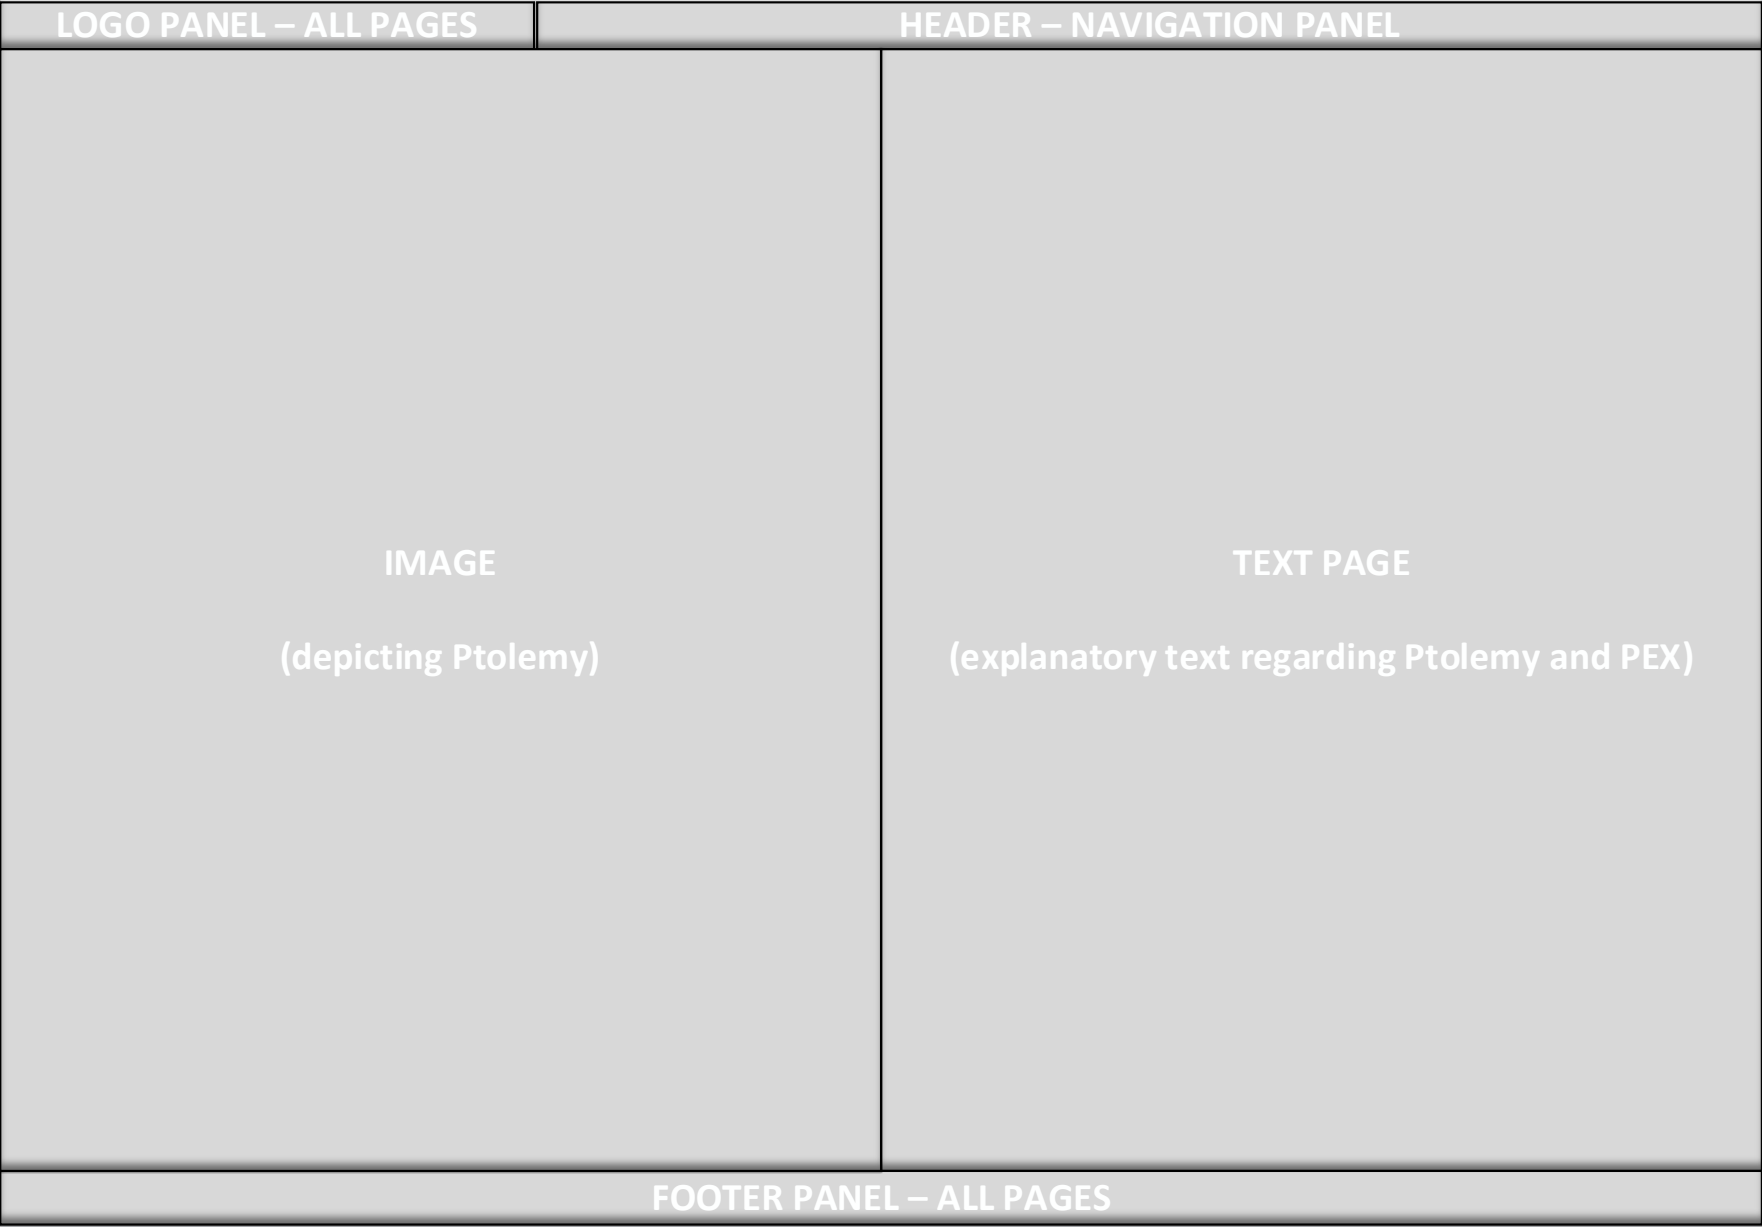 LOGO PANEL – ALL PAGES
HEADER – NAVIGATION PANEL
IMAGE
(depicting Ptolemy)
TEXT PAGE
(explanatory text regarding Ptolemy and PEX)
FOOTER PANEL – ALL PAGES